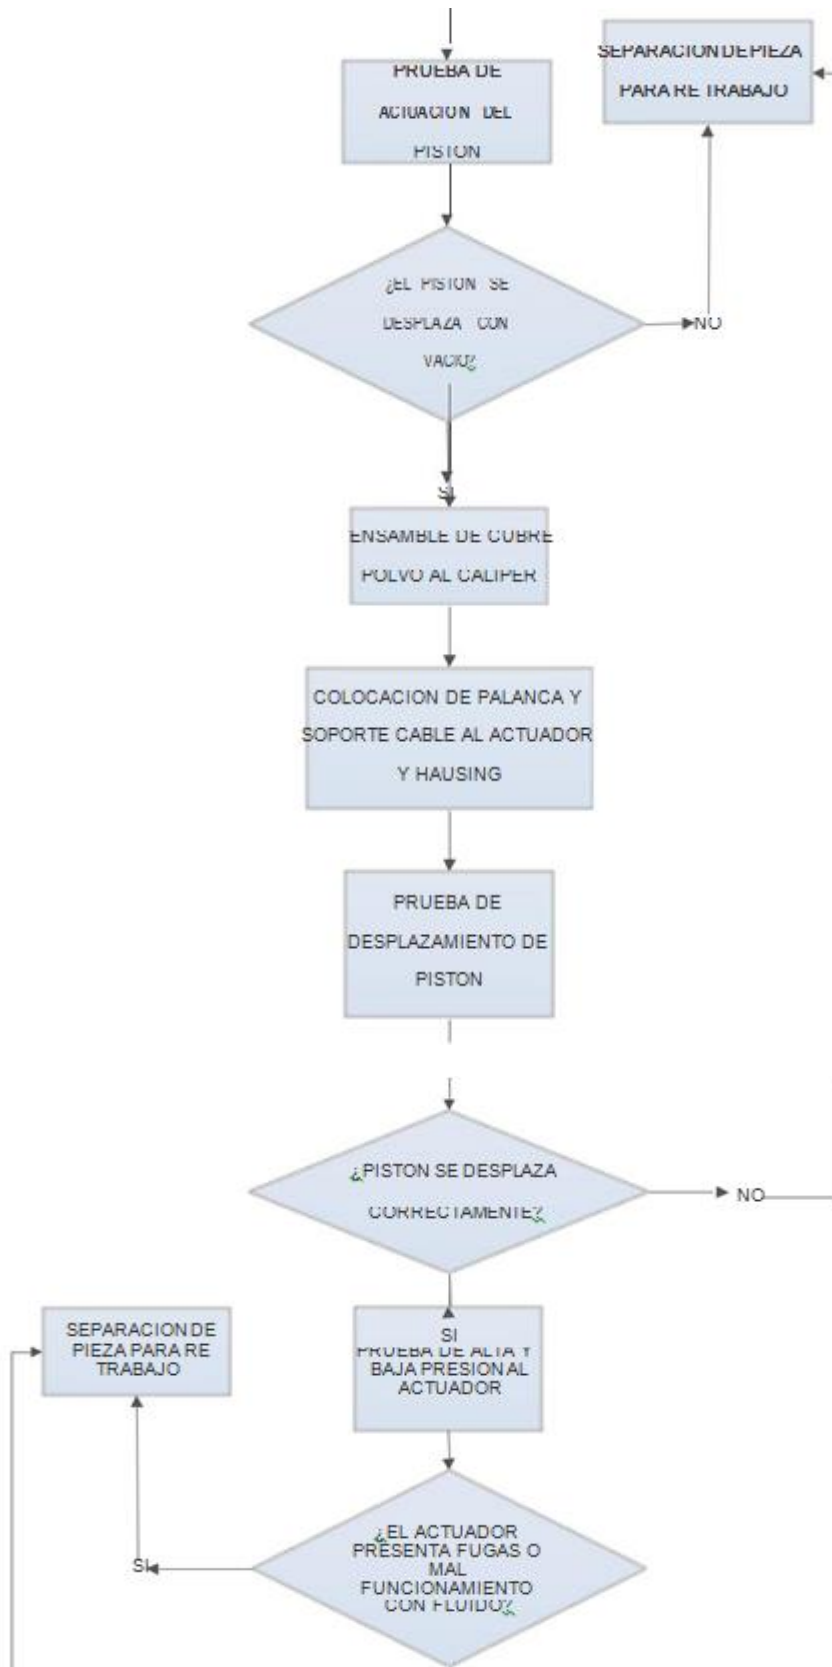 PRUEBA DE
ACTUACION DEL
PISTON
SEPARACION DE PIEZA
PARA RE TRABAJO
¿EL PISTON SE
DESPLAZA CON
VACIO?
NO
SI
ENSAMBLE DE CUBRE
POLVO AL CALIPER
COLOCACION DE PALANCA Y
SOPORTE CABLE AL ACTUADOR
Y HAUSING
PRUEBA DE
DESPLAZAMIENTO DE
PISTON
¿PISTON SE DESPLAZA
CORRECTAMENTE?
NO
SI
PRUEBA DE ALTA Y
BAJA PRESION AL
ACTUADOR
SEPARACION DE
PIEZA PARA RE
TRABAJO
¿EL ACTUADOR
PRESENTA FUGAS O
MAL
FUNCIONAMIENTO
CON FLUIDO?
SI